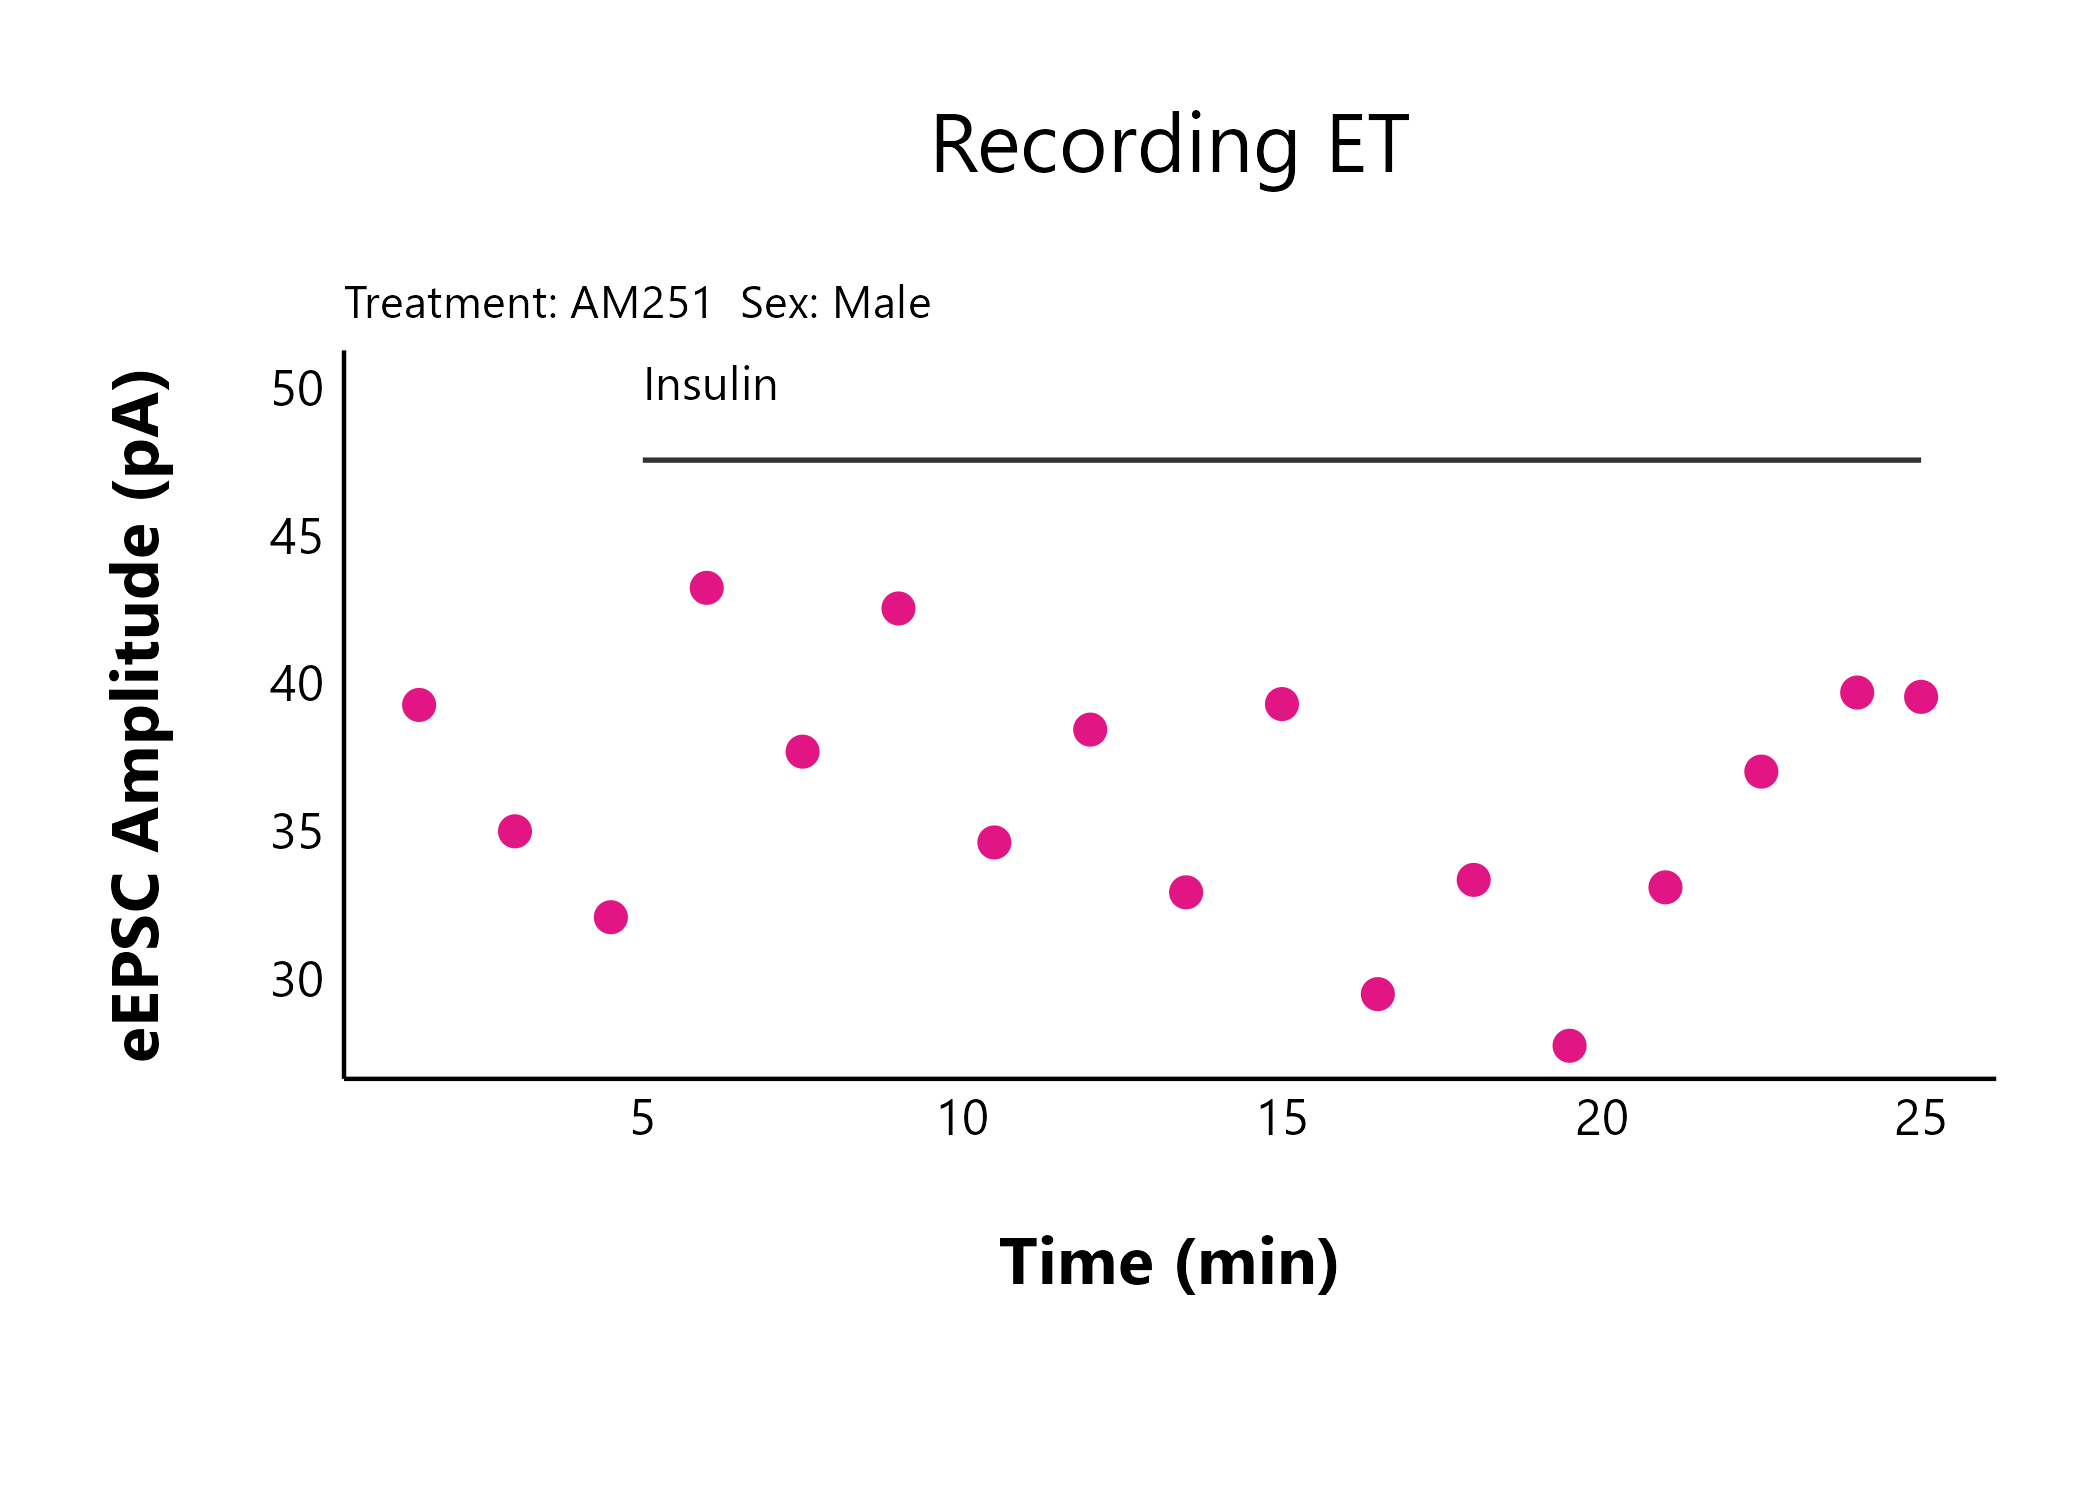 Recording ET
Treatment: AM251  Sex: Male
Insulin
eEPSC Amplitude (pA)
50
45
40
35
30
5 10 15 20 25
Time (min)